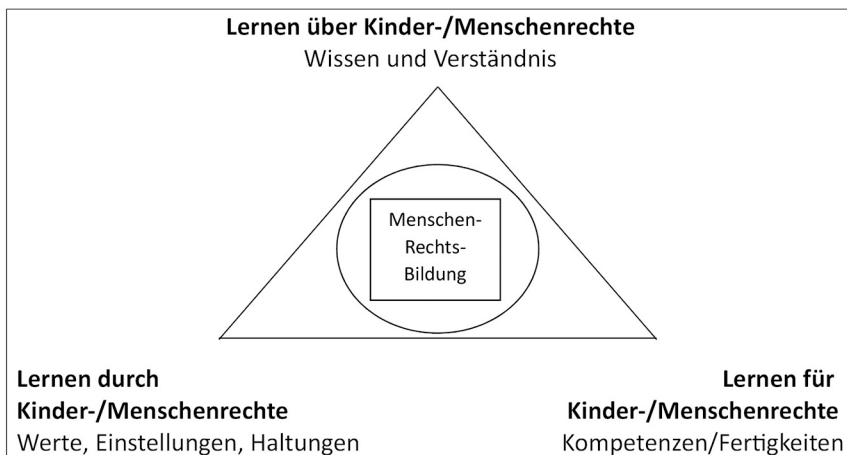 Lernen über Kinder-/Menschenrechte
Wissen und Verständnis
Menschen-
Rechts-
Bildung
Lernen durch
Kinder-/Menschenrechte
Werte, Einstellungen, Haltungen
Lernen für
Kinder-/Menschenrechte
Kompetenzen/Fertigkeiten